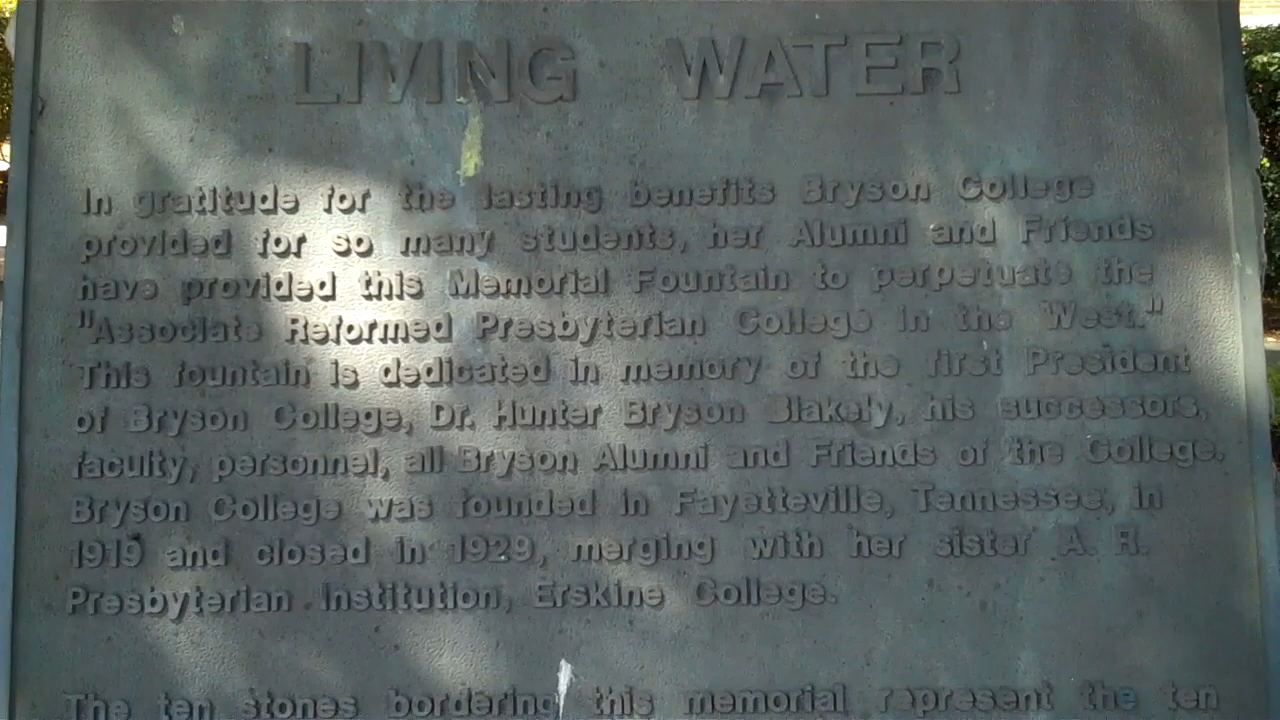 LIVING WATER
In gratitude for the lasting benefits Bryson College
provided for so many students, her Alumni and Friends
have provided this Memorial Fountain to perpetuate the
"Associate Reformed Presbyterian College in the West."
This fountain is dedicated in memory of the first President
of Bryson College, Dr. Hunter Bryson Blakely, his successors,
faculty, personnel, all Bryson Alumni and Friends of the College.
Bryson College was founded in Fayetteville, Tennessee, in
1919 and closed in 1929, merging with her sister A. R.
Presbyterian Institution, Erskine College.
The ten stones bordering this memorial represent the ten